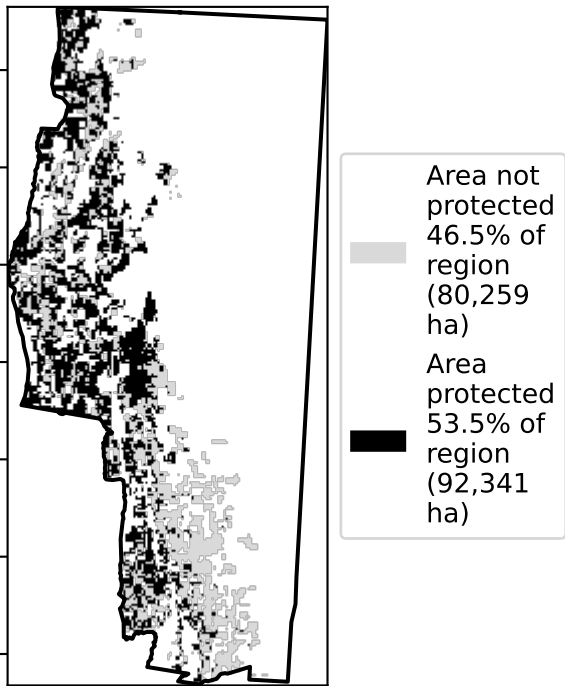 Area not
protected
46.5% of
region
(80,259
ha)
Area
protected
53.5% of
region
(92,341
ha)